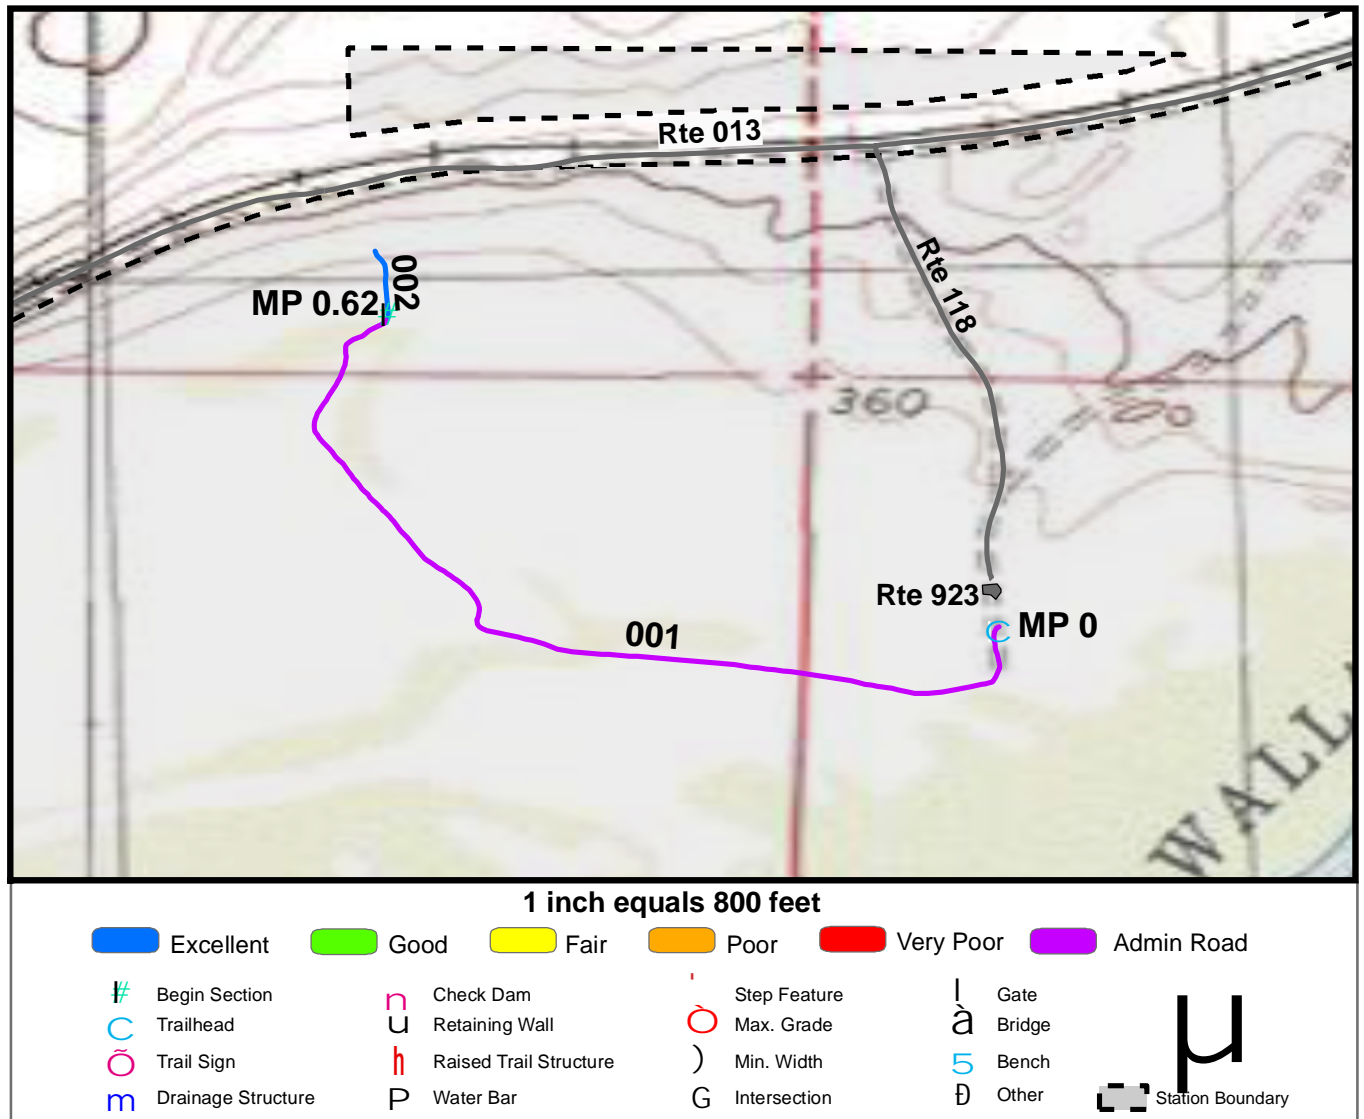 Rte 013
002
MP 0.62
Rte 118
360
Rte 923
MP 0
001
WALL
1 inch equals 800 feet
Excellent
Good
Fair
Poor
Very Poor
Admin Road
Begin Section
Check Dam
Step Feature
Gate
Trailhead
Retaining Wall
Max. Grade
Bridge
Trail Sign
Raised Trail Structure
Min. Width
Bench
Drainage Structure
Water Bar
Intersection
Other
Station Boundary